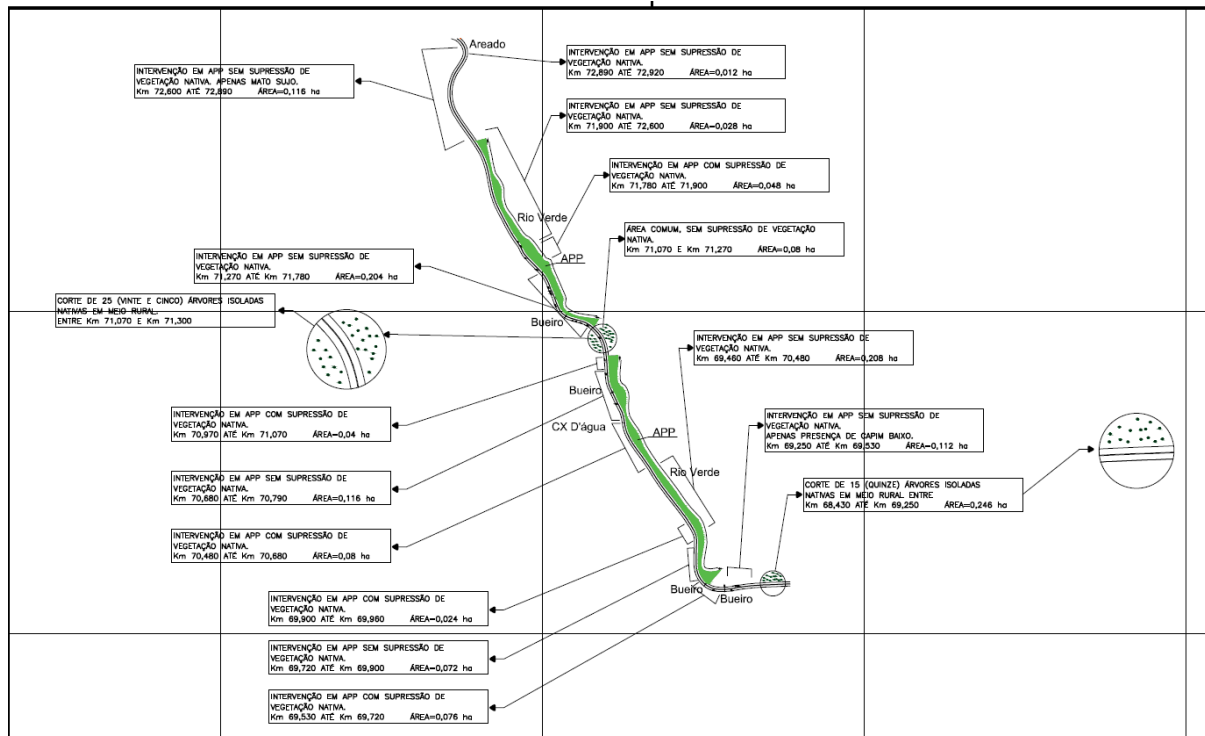 Areado
INTERVENÇÃO EM APP SEM SUPRESSÃO DE
VEGETAÇÃO NATIVA.
Km 72,890 ATÉ 72,920 ÁREA=0,012 ha
INTERVENÇÃO EM APP SEM SUPRESSÃO DE
VEGETAÇÃO NATIVA. APENAS MATO SUJO.
Km 72,600 ATÉ 72,890 ÁREA=0,116 ha
INTERVENÇÃO EM APP SEM SUPRESSÃO DE
VEGETAÇÃO NATIVA.
Km 71,900 ATÉ 72,600 ÁREA=0,028 ha
INTERVENÇÃO EM APP COM SUPRESSÃO DE
VEGETAÇÃO NATIVA.
Km 71,780 ATÉ 71,900 ÁREA=0,048 ha
Rio Verde
ÁREA COMUM, SEM SUPRESSÃO DE VEGETAÇÃO
NATIVA.
Km 71,070 E Km 71,270 ÁREA=0,08 ha
APP
INTERVENÇÃO EM APP SEM SUPRESSÃO DE
VEGETAÇÃO NATIVA.
Km 71,270 ATÉ Km 71,780 ÁREA=0,204 ha
CORTE DE 25 (VINTE E CINCO) ÁRVORES ISOLADAS
NATIVAS EM MEIO RURAL.
ENTRE Km 71,070 E Km 71,300
Bueiro
INTERVENÇÃO EM APP SEM SUPRESSÃO DE
VEGETAÇÃO NATIVA.
Km 69,460 ATÉ Km 70,480 ÁREA=0,208 ha
Bueiro
INTERVENÇÃO EM APP COM SUPRESSÃO DE
VEGETAÇÃO NATIVA.
Km 70,970 ATÉ Km 71,070 ÁREA=0,04 ha
CX D'água
APP
INTERVENÇÃO EM APP SEM SUPRESSÃO DE
VEGETAÇÃO NATIVA.
APENAS PRESENÇA DE CAPIM BAIXO.
Km 69,250 ATÉ Km 69,530 ÁREA=0,112 ha
Rio Verde
INTERVENÇÃO EM APP SEM SUPRESSÃO DE
VEGETAÇÃO NATIVA.
Km 70,680 ATÉ Km 70,790 ÁREA=0,116 ha
CORTE DE 15 (QUINZE) ÁRVORES ISOLADAS
NATIVAS EM MEIO RURAL ENTRE
Km 68,430 ATÉ Km 69,250 ÁREA=0,246 ha
INTERVENÇÃO EM APP COM SUPRESSÃO DE
VEGETAÇÃO NATIVA.
Km 70,480 ATÉ Km 70,680 ÁREA=0,08 ha
Bueiro
Bueiro
INTERVENÇÃO EM APP COM SUPRESSÃO DE
VEGETAÇÃO NATIVA.
Km 69,900 ATÉ Km 69,960 ÁREA=0,024 ha
INTERVENÇÃO EM APP SEM SUPRESSÃO DE
VEGETAÇÃO NATIVA.
Km 69,720 ATÉ Km 69,900 ÁREA=0,072 ha
INTERVENÇÃO EM APP COM SUPRESSÃO DE
VEGETAÇÃO NATIVA.
Km 69,530 ATÉ Km 69,720 ÁREA=0,076 ha